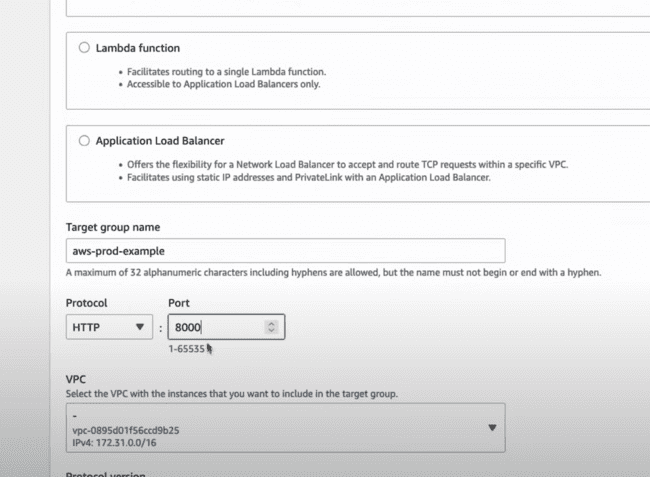 Lambda function
• Facilitates routing to a single Lambda function.
• Accessible to Application Load Balancers only.
Application Load Balancer
• Offers the flexibility for a Network Load Balancer to accept and route TCP requests within a specific VPC.
• Facilitates using static IP addresses and PrivateLink with an Application Load Balancer.
Target group name
aws-prod-example
A maximum of 32 alphanumeric characters including hyphens are allowed, but the name must not begin or end with a hyphen.
Protocol Port
HTTP : 8000
1-65535
VPC
Select the VPC with the instances that you want to include in the target group.
-
vpc-0895d01f56ccd9b25
IPv4: 172.31.0.0/16
Protocol version